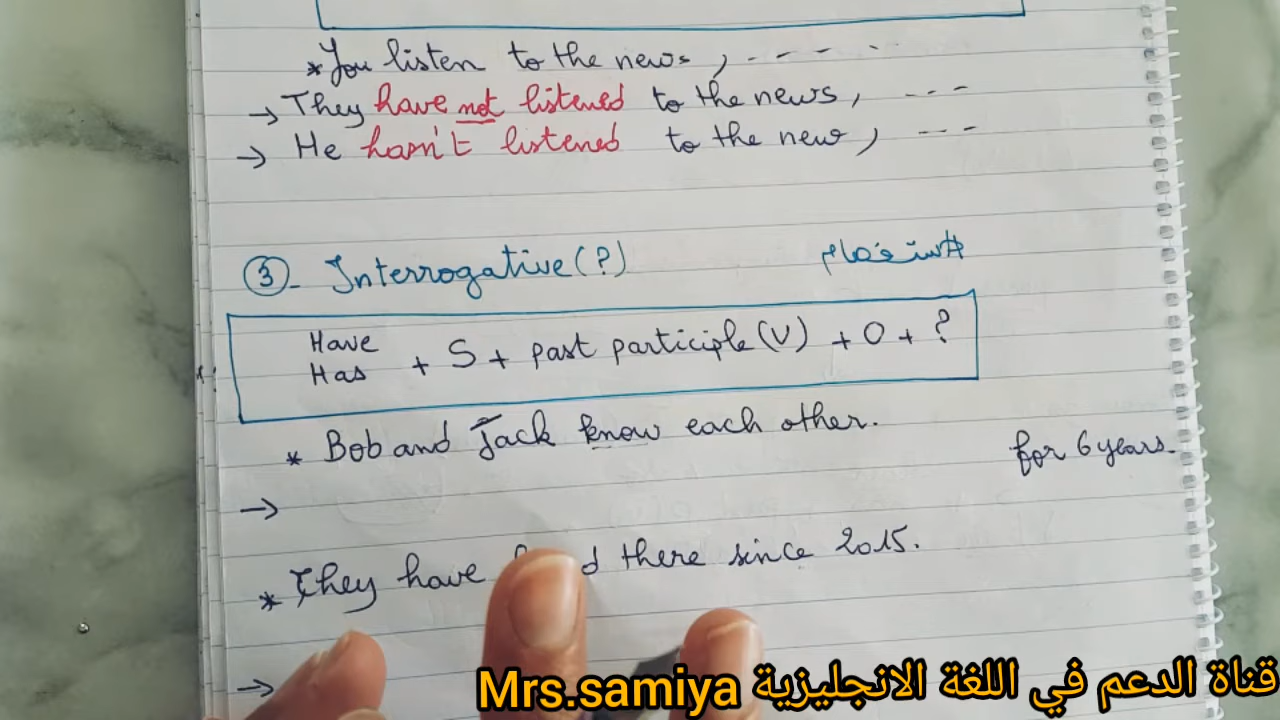 * You listen to the news, - - - -
→ They have not listened to the news, - - -
→ He hasn't listened to the new, - - -
③- Interrogative (?) الاستفهام
Have
Has + S + past participle (V) + O + ?
* Bob and Jack know each other.
for 6 years.
→
* They have there since 2015.
→
Mrs.samiya قناة الدعم في اللغة الانجليزية